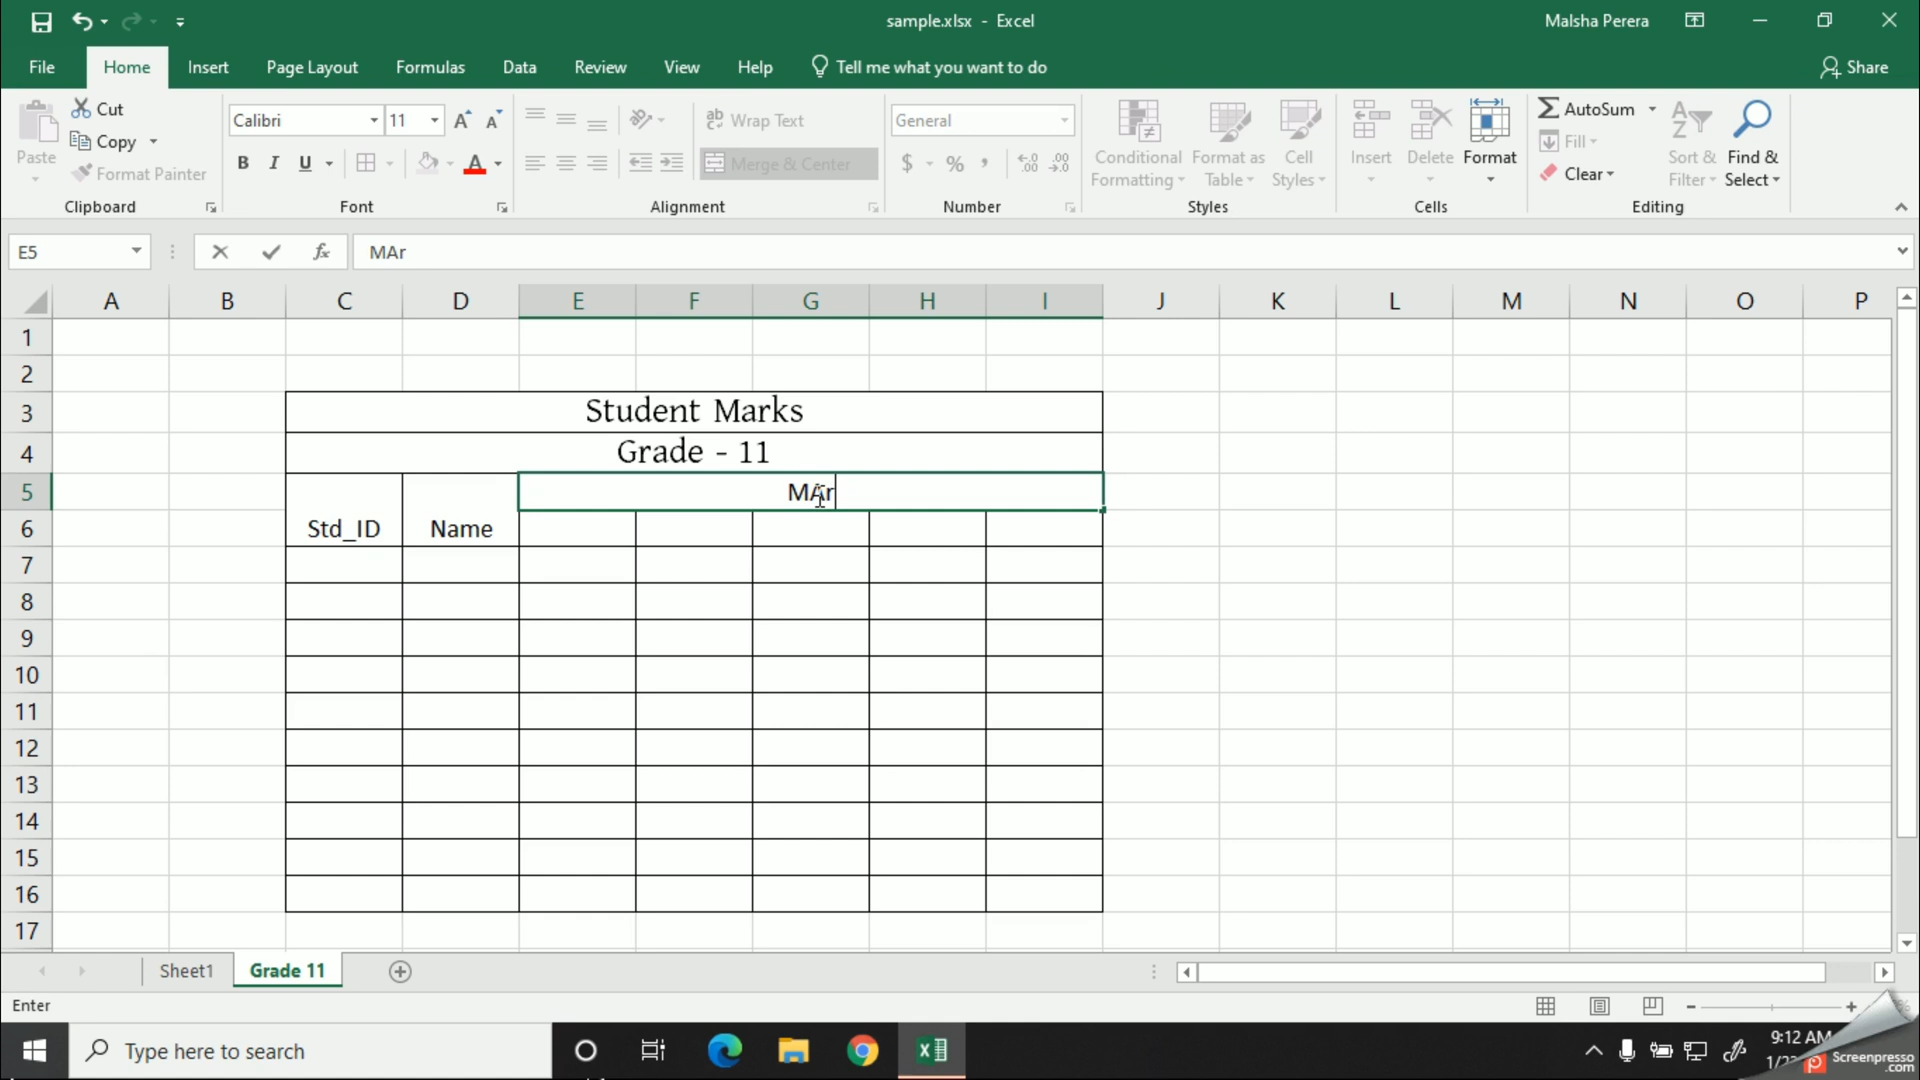 sample.xlsx - Excel
Malsha Perera
File Home Insert Page Layout Formulas Data Review View Help Tell me what you want to do Share
Paste
Cut
Copy
Format Painter
Clipboard
Calibri 11
B I U A
Font
ab Wrap Text
Merge & Center
Alignment
General
$ % ,
Number
Conditional Formatting
Format as Table
Cell Styles
Styles
Insert
Delete
Format
Cells
AutoSum
Fill
Clear
Sort & Filter
Find & Select
Editing
E5 fx MAr
A B C D E F G H I J K L M N O P
1
2
3 Student Marks
4 Grade - 11
5 MAr
6 Std_ID Name
7
8
9
10
11
12
13
14
15
16
17
Sheet1 Grade 11
Enter
Type here to search
9:12 AM
Screenpresso
.com